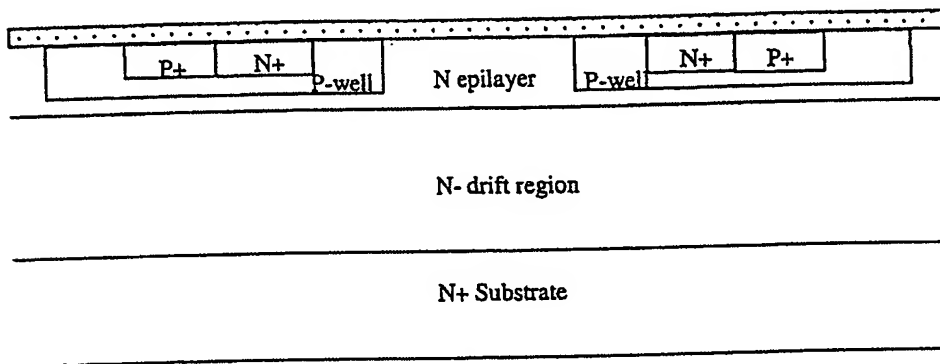 P+ N+ P-well N epilayer P-well N+ P+
N- drift region
N+ Substrate